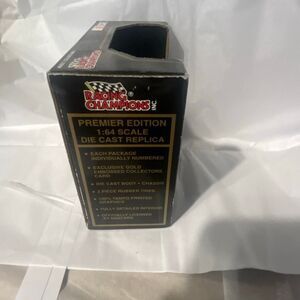 RACING
CHAMPIONS
INC
PREMIER EDITION
1:64 SCALE
DIE CAST REPLICA
• EACH PACKAGE
INDIVIDUALLY NUMBERED
• EXCLUSIVE GOLD
EMBOSSED COLLECTORS
CARD
• DIE CAST BODY + CHASSIS
• 2 PIECE RUBBER TIRES
• 100% TAMPO PRINTED
GRAPHICS
• FULLY DETAILED INTERIOR
• OFFICIALLY LICENSED
BY NASCAR